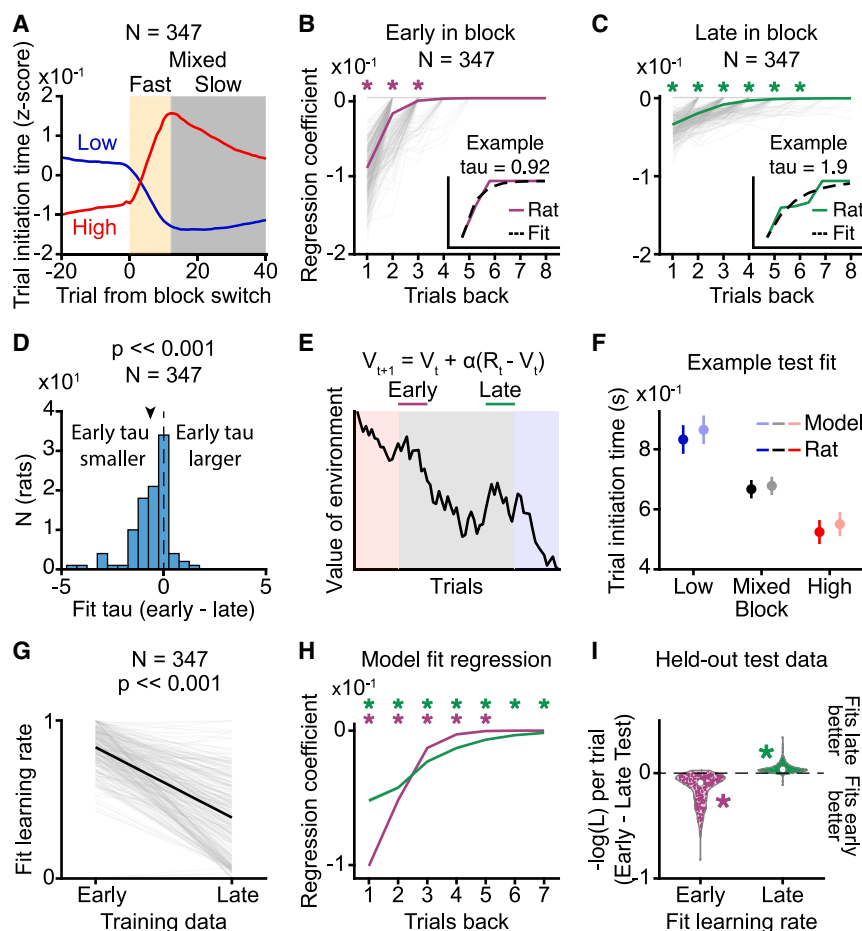 A
N = 347
Mixed
Fast Slow
Trial initiation time (z-score)
x10⁻¹
2
1
0
-1
-2
Low
High
-20 0 20 40
Trial from block switch
B
Early in block
N = 347
x10⁻¹
* * *
Regression coefficient
0
-1
-2
Example
tau = 0.92
Rat
Fit
1 2 3 4 5 6 7 8
Trials back
C
Late in block
N = 347
x10⁻¹
* * * * * *
0
-1
-2
Example
tau = 1.9
Rat
Fit
1 2 3 4 5 6 7 8
Trials back
D
p << 0.001
N = 347
x10¹
N (rats)
4
3
2
1
0
Early tau
smaller
Early tau
larger
-5 0 5
Fit tau (early - late)
E
Vₜ₊₁ = Vₜ + α(Rₜ - Vₜ)
Early Late
Value of environment
Trials
F
Example test fit
x10⁻¹
Trial initiation time (s)
8
6
4
Model
Rat
Low Mixed High
Block
G
N = 347
p << 0.001
Fit learning rate
1
0
Early Late
Training data
H
Model fit regression
x10⁻¹
* * * * * * *
* * * * *
Regression coefficient
0
-1
1 2 3 4 5 6 7
Trials back
I
Held-out test data
-log(L) per trial
(Early - Late Test)
1
0
-1
*
*
Fits late
better
Fits early
better
Early Late
Fit learning rate